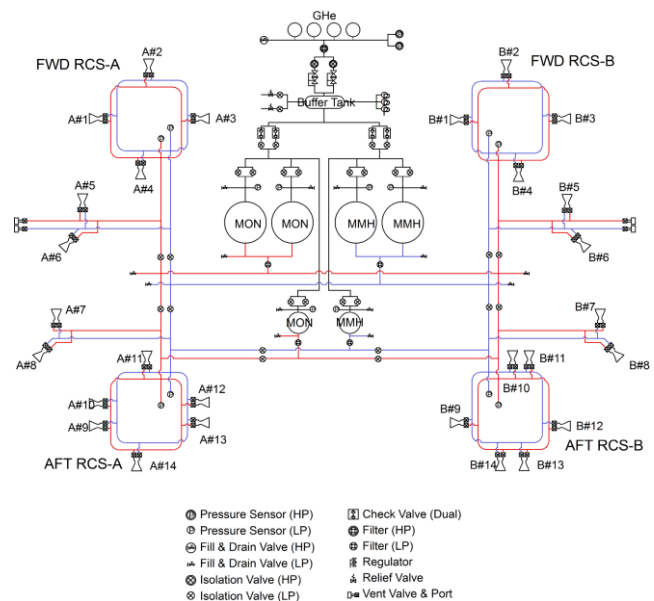 GHe
A#2
B#2
FWD RCS-A
FWD RCS-B
Buffer Tank
A#1
A#3
B#1
B#3
A#4
B#4
A#5
B#5
MON
MON
MMH
MMH
A#6
B#6
A#7
B#7
MON
MMH
A#8
A#11
B#11
B#8
B#10
A#10
A#12
A#9
B#9
B#12
A#13
AFT RCS-A
A#14
B#14
B#13
AFT RCS-B
Pressure Sensor (HP)
Check Valve (Dual)
Pressure Sensor (LP)
Filter (HP)
Fill & Drain Valve (HP)
Filter (LP)
Fill & Drain Valve (LP)
Regulator
Isolation Valve (HP)
Relief Valve
Isolation Valve (LP)
Vent Valve & Port